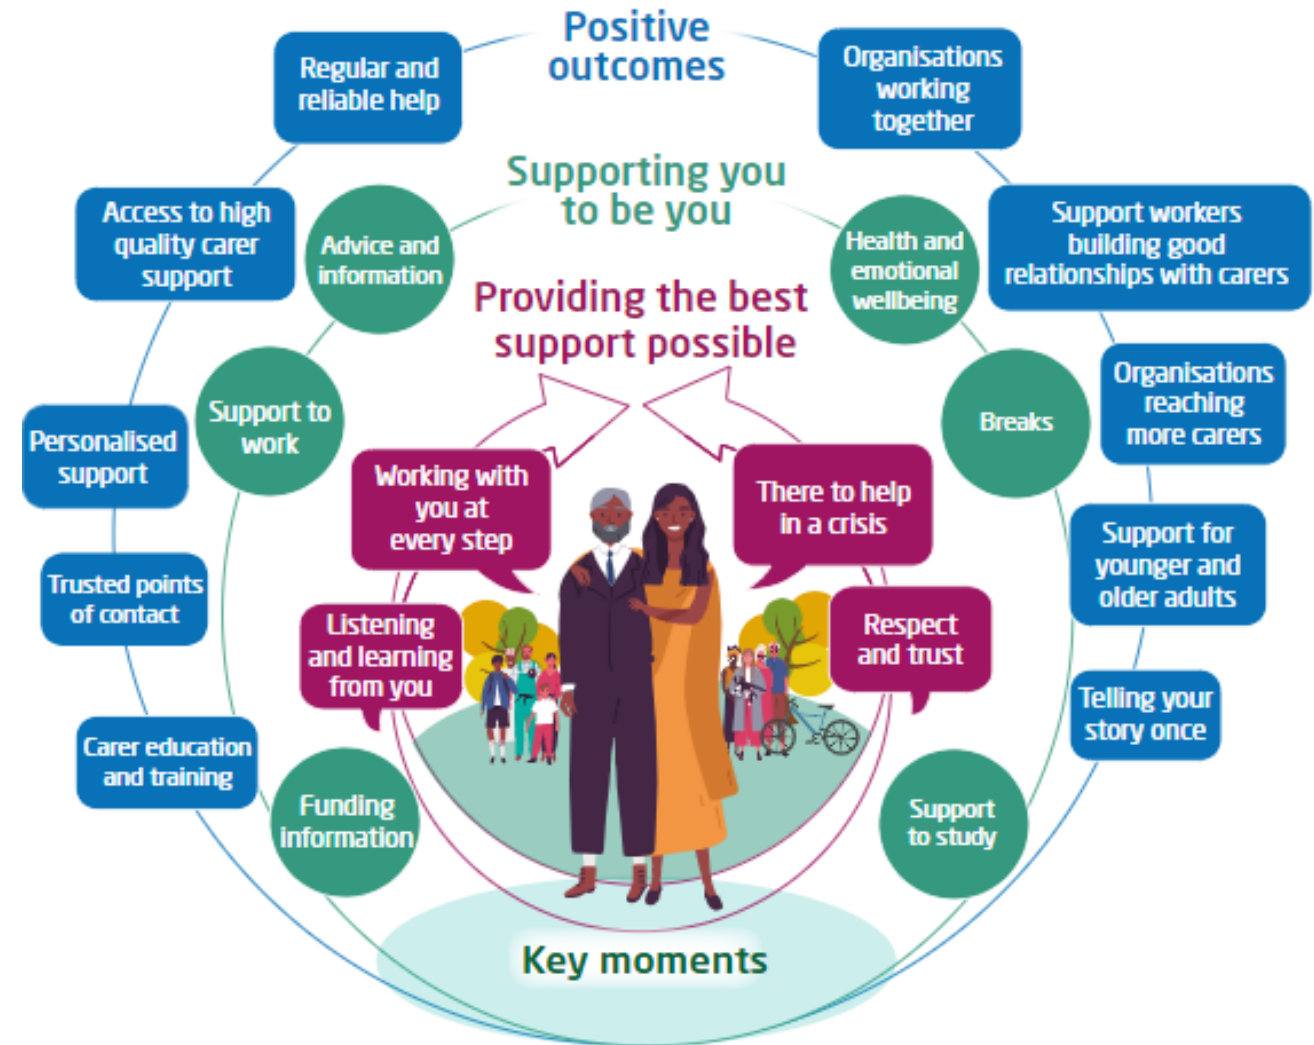 Positive
outcomes
Regular and
reliable help
Organisations
working
together
Supporting you
to be you
Access to high
quality carer
support
Advice and
information
Health and
emotional
wellbeing
Support workers
building good
relationships with carers
Providing the best
support possible
Personalised
support
Support to
work
Breaks
Organisations
reaching
more carers
Working with
you at
every step
There to help
in a crisis
Trusted points
of contact
Listening
and learning
from you
Respect
and trust
Support for
younger and
older adults
Carer education
and training
Funding
information
Support
to study
Telling your
story once
Key moments